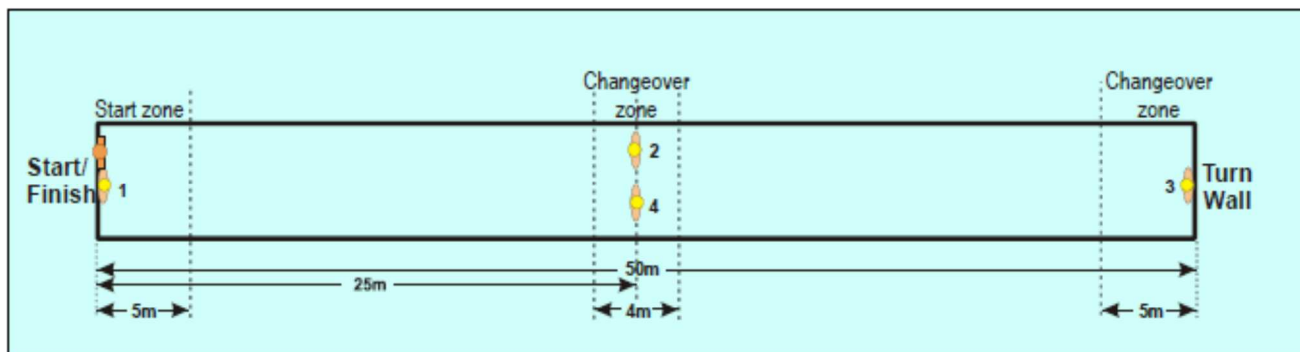 Changeover
zone
Changeover
zone
Start zone
Start/
Finish
1
2
4
3
Turn
Wall
50m
25m
5m
4m
5m